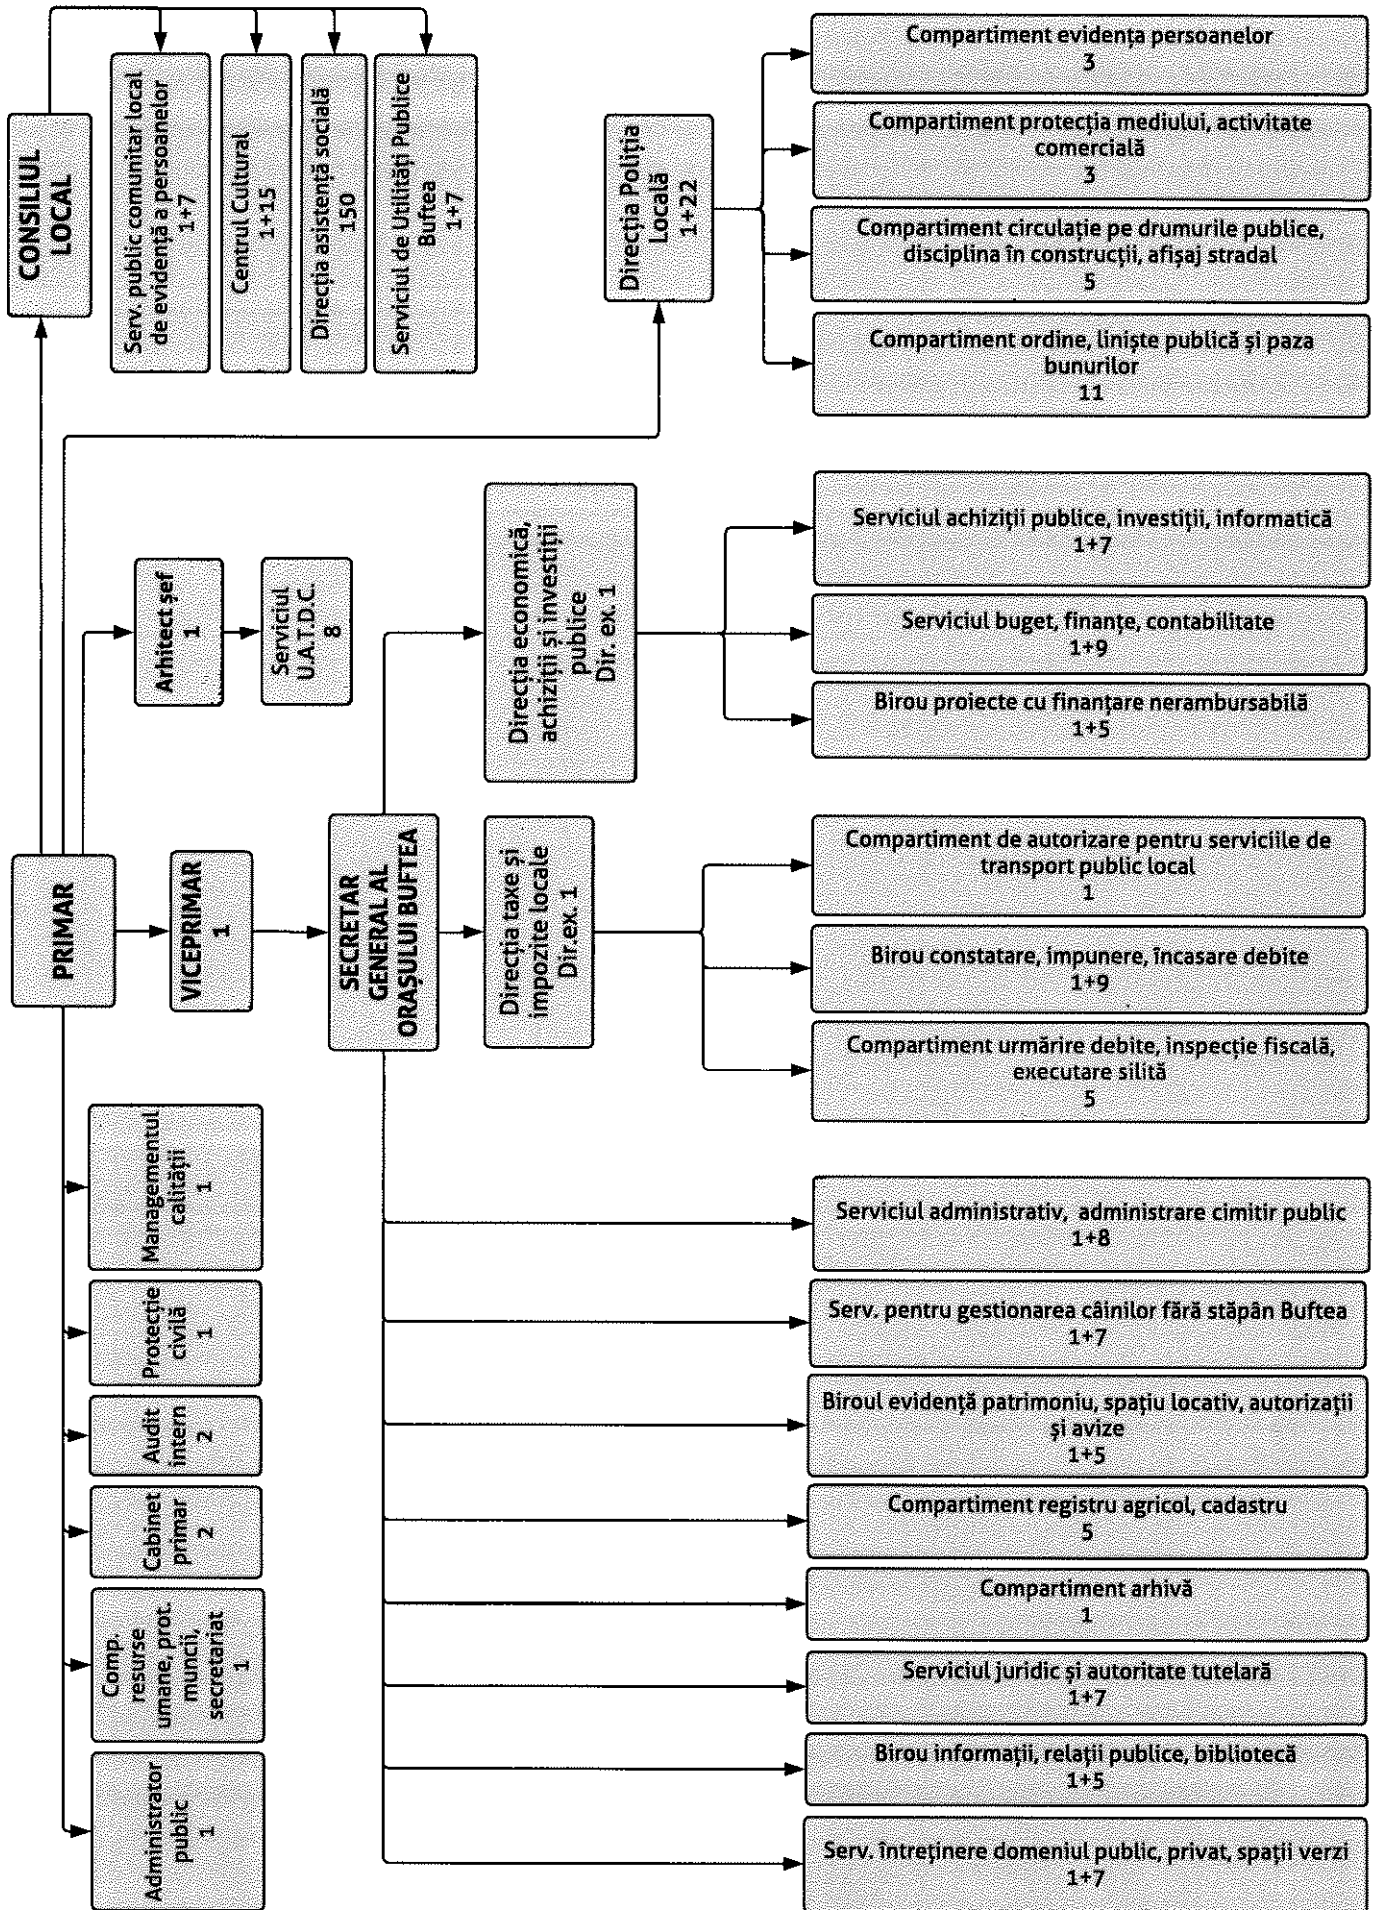 CONSILIUL
LOCAL
Serv. public comunitar local
de evidență a persoanelor
1+7
Centrul Cultural
1+15
Direcția asistență socială
150
Serviciul de Utilități Publice
Buftea
1+7
PRIMAR
VICEPRIMAR
1
Arhitect șef
1
Serviciul
U.A.T.D.C.
8
Administrator
public
1
Comp.
resurse
umane, prot.
muncii,
secretariat
1
Cabinet
primar
2
Audit
intern
2
Protecție
civilă
1
Managementul
calității
1
SECRETAR
GENERAL AL
ORAȘULUI BUFTEA
Direcția taxe și
impozite locale
Dir.ex. 1
Direcția economică,
achiziții și investiții
publice
Dir. ex. 1
Direcția Poliția
Locală
1+22
Compartiment evidența persoanelor
3
Compartiment protecția mediului, activitate
comercială
3
Compartiment circulație pe drumurile publice,
disciplina în construcții, afișaj stradal
5
Compartiment ordine, liniște publică și paza
bunurilor
11
Serviciul achiziții publice, investiții, informatică
1+7
Serviciul buget, finanțe, contabilitate
1+9
Birou proiecte cu finanțare nerambursabilă
1+5
Compartiment de autorizare pentru serviciile de
transport public local
1
Birou constatare, impunere, încasare debite
1+9
Compartiment urmărire debite, inspecție fiscală,
executare silită
5
Serviciul administrativ, administrare cimitir public
1+8
Serv. pentru gestionarea câinilor fără stăpân Buftea
1+7
Biroul evidență patrimoniu, spațiu locativ, autorizații
și avize
1+5
Compartiment registru agricol, cadastru
5
Compartiment arhivă
1
Serviciul juridic și autoritate tutelară
1+7
Birou informații, relații publice, bibliotecă
1+5
Serv. întreținere domeniul public, privat, spații verzi
1+7